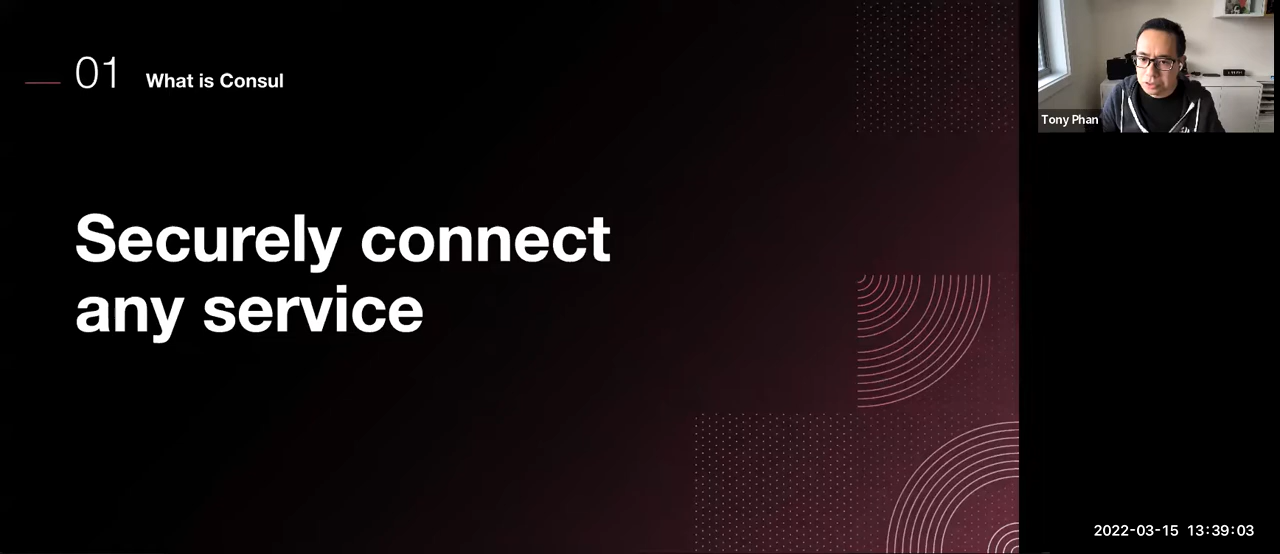 01 What is Consul
Securely connect
any service
Tony Phan
2022-03-15 13:39:03